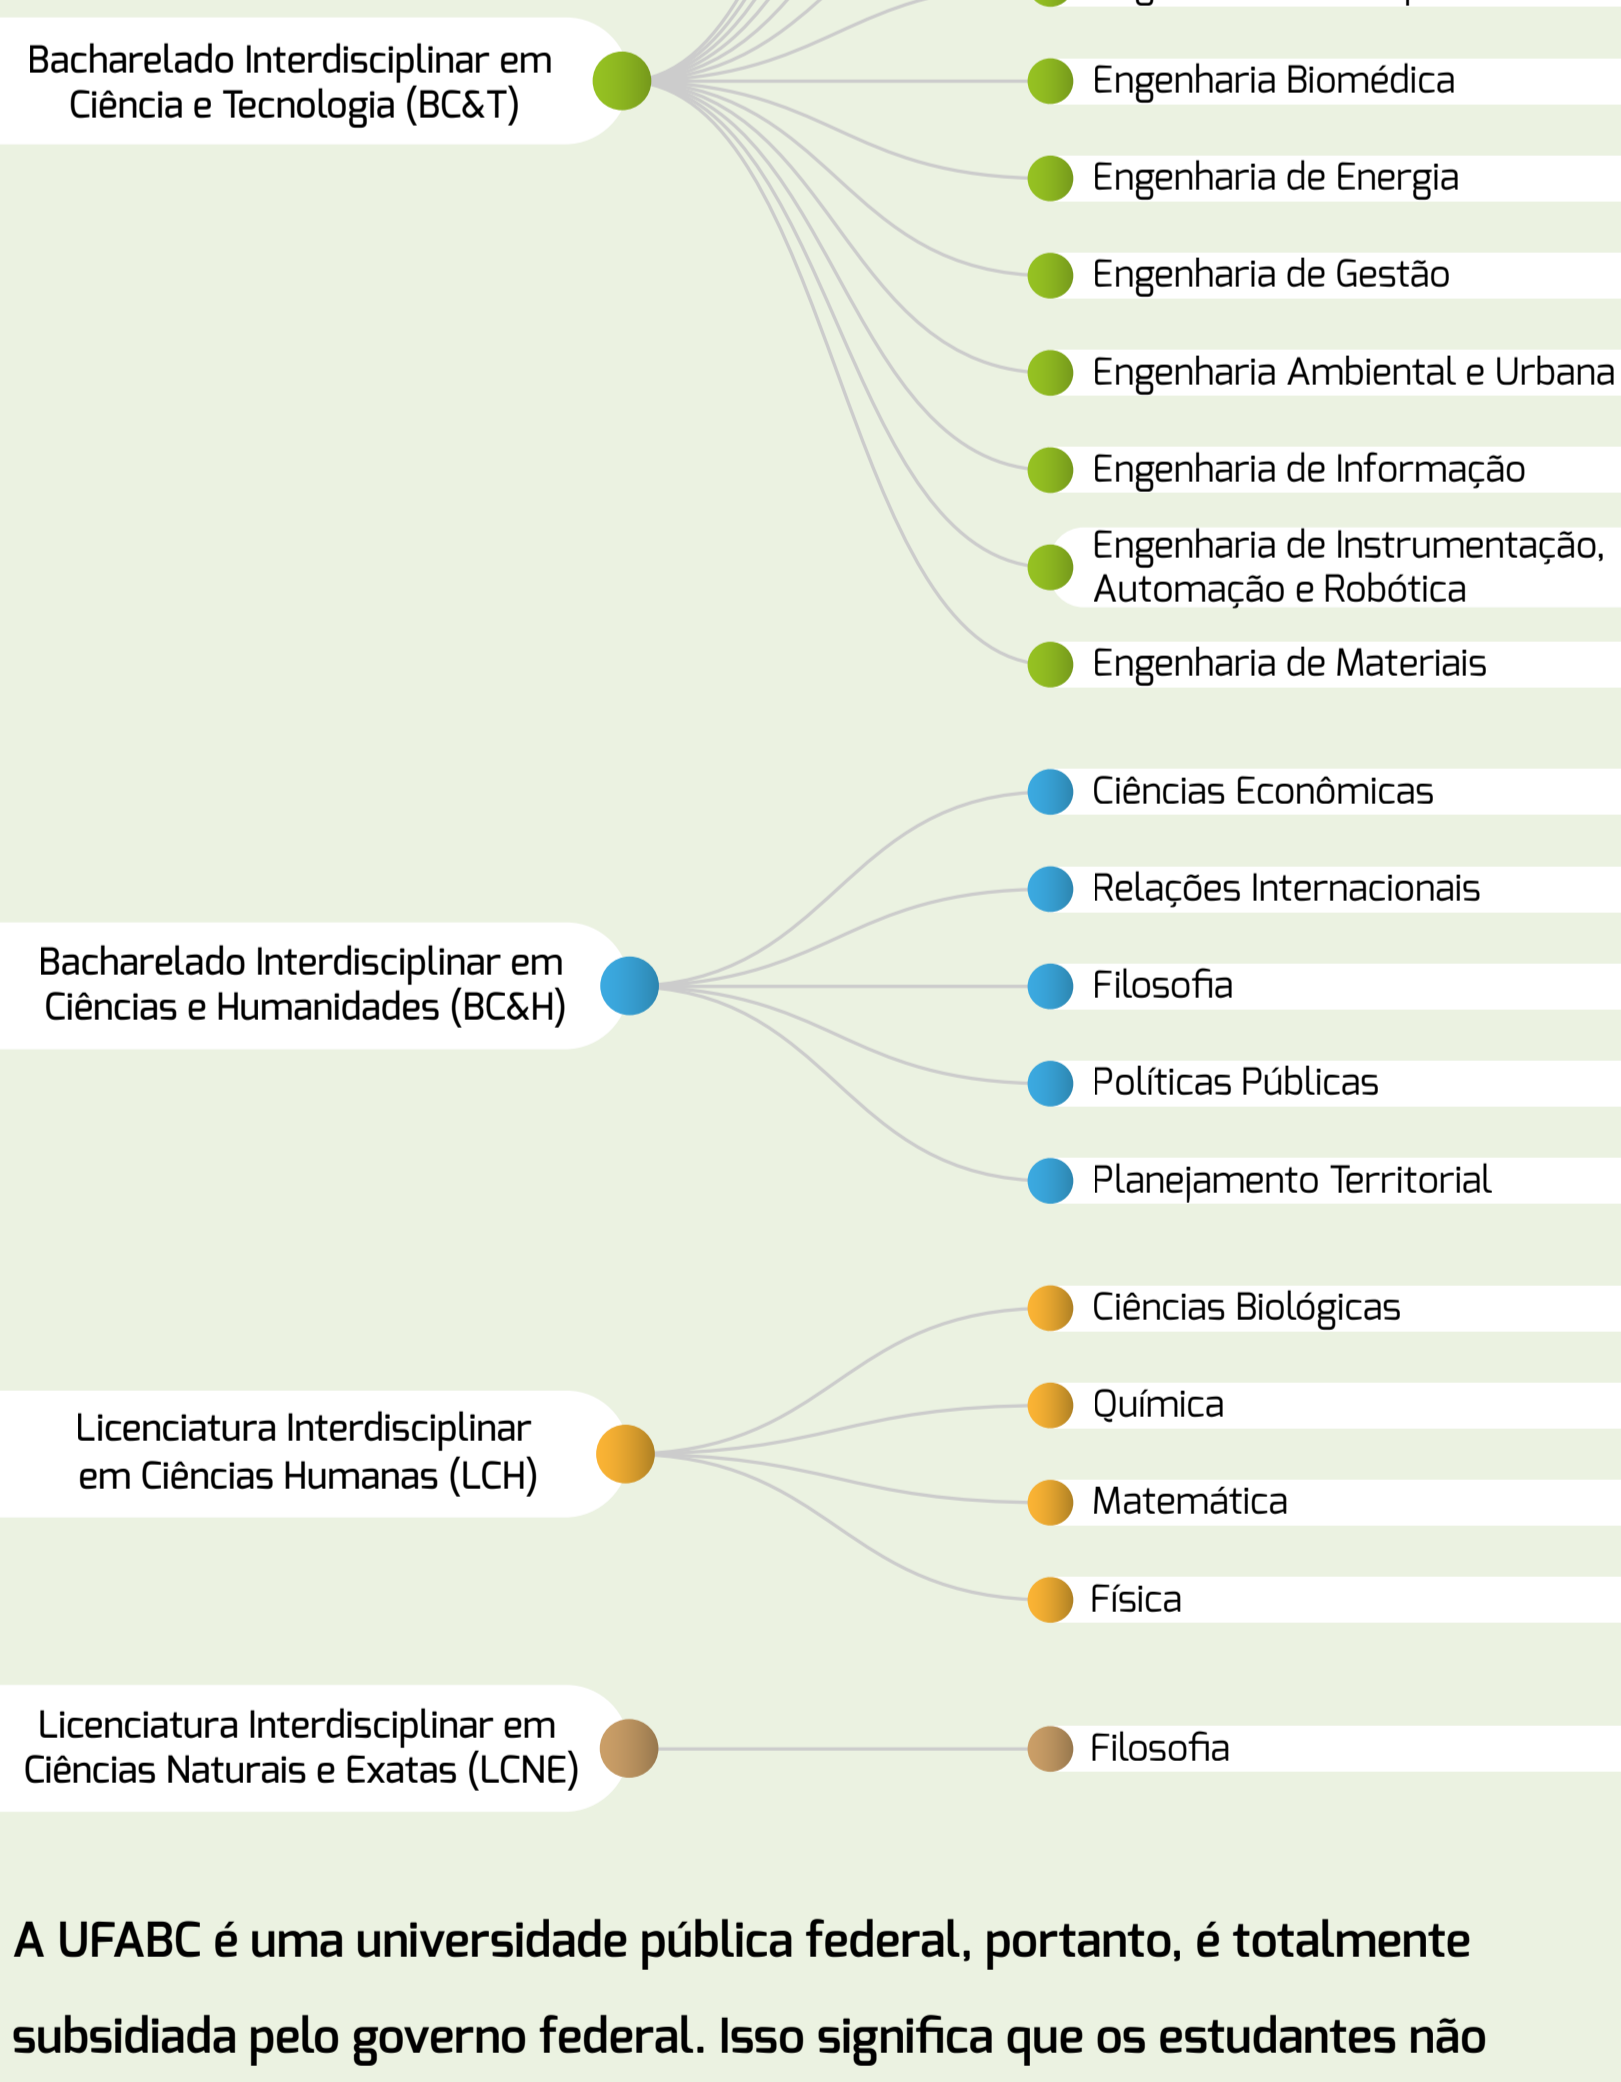 Bacharelado Interdisciplinar em
Ciência e Tecnologia (BC&T)
Engenharia Biomédica
Engenharia de Energia
Engenharia de Gestão
Engenharia Ambiental e Urbana
Engenharia de Informação
Engenharia de Instrumentação,
Automação e Robótica
Engenharia de Materiais
Bacharelado Interdisciplinar em
Ciências e Humanidades (BC&H)
Ciências Econômicas
Relações Internacionais
Filosofia
Políticas Públicas
Planejamento Territorial
Licenciatura Interdisciplinar
em Ciências Humanas (LCH)
Ciências Biológicas
Química
Matemática
Física
Licenciatura Interdisciplinar em
Ciências Naturais e Exatas (LCNE)
Filosofia
A UFABC é uma universidade pública federal, portanto, é totalmente
subsidiada pelo governo federal. Isso significa que os estudantes não